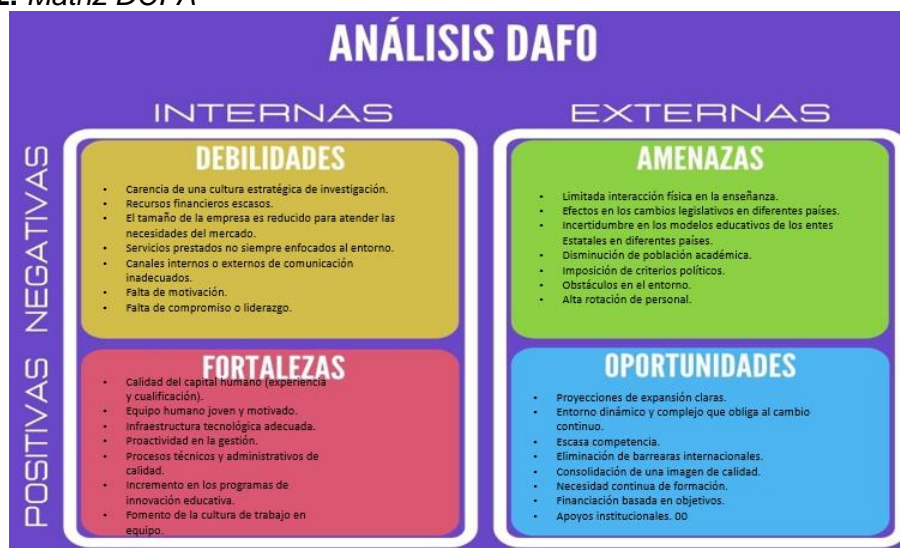 Matriz DOFA
ANÁLISIS DAFO
INTERNAS
EXTERNAS
NEGATIVAS
DEBILIDADES
• Carencia de una cultura estratégica de investigación.
• Recursos financieros escasos.
• El tamaño de la empresa es reducido para atender las
necesidades del mercado.
• Servicios prestados no siempre enfocados al entorno.
• Canales internos o externos de comunicación
inadecuados.
• Falta de motivación.
• Falta de compromiso o liderazgo.
AMENAZAS
• Limitada interacción física en la enseñanza.
• Efectos en los cambios legislativos en diferentes países.
• Incertidumbre en los modelos educativos de los entes
Estatales en diferentes países.
• Disminución de población académica.
• Imposición de criterios políticos.
• Obstáculos en el entorno.
• Alta rotación de personal.
POSITIVAS
FORTALEZAS
• Calidad del capital humano (experiencia
y cualificación).
• Equipo humano joven y motivado.
• Infraestructura tecnológica adecuada.
• Proactividad en la gestión.
• Procesos técnicos y administrativos de
calidad.
• Incremento en los programas de
innovación educativa.
• Fomento de la cultura de trabajo en
equipo.
OPORTUNIDADES
• Proyecciones de expansión claras.
• Entorno dinámico y complejo que obliga al cambio
continuo.
• Escasa competencia.
• Eliminación de barrearas internacionales.
• Consolidación de una imagen de calidad.
• Necesidad continua de formación.
• Financiación basada en objetivos.
• Apoyos institucionales. 00